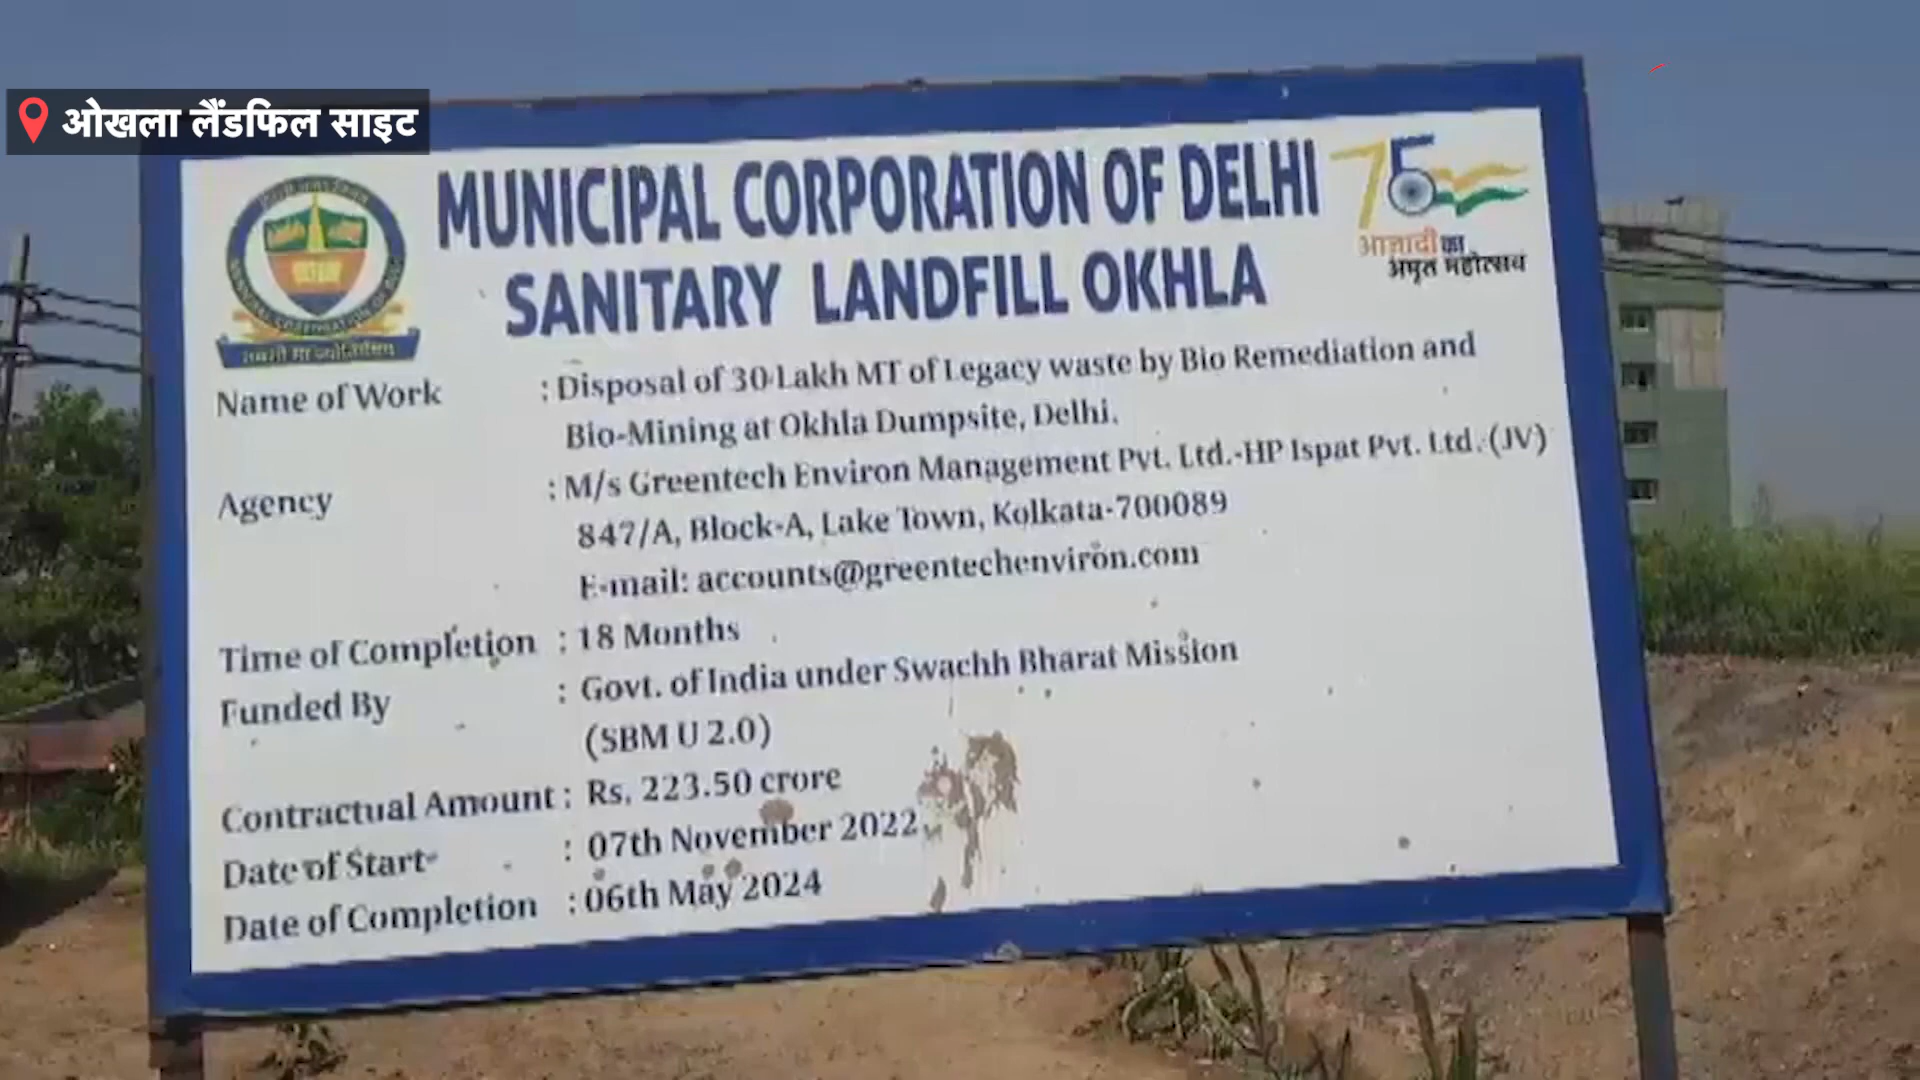 ओखला लैंडफिल साइट
MUNICIPAL CORPORATION OF DELHI
SANITARY LANDFILL OKHLA
75
आज़ादी का
अमृत महोत्सव
Name of Work : Disposal of 30 Lakh MT of Legacy waste by Bio Remediation and
Bio-Mining at Okhla Dumpsite, Delhi.
Agency : M/s Greentech Environ Management Pvt. Ltd.-HP Ispat Pvt. Ltd.(JV)
847/A, Block-A, Lake Town, Kolkata-700089
E-mail: accounts@greentechenviron.com
Time of Completion : 18 Months
Funded By : Govt. of India under Swachh Bharat Mission
(SBM U 2.0)
Contractual Amount : Rs. 223.50 crore
Date of Start : 07th November 2022
Date of Completion : 06th May 2024